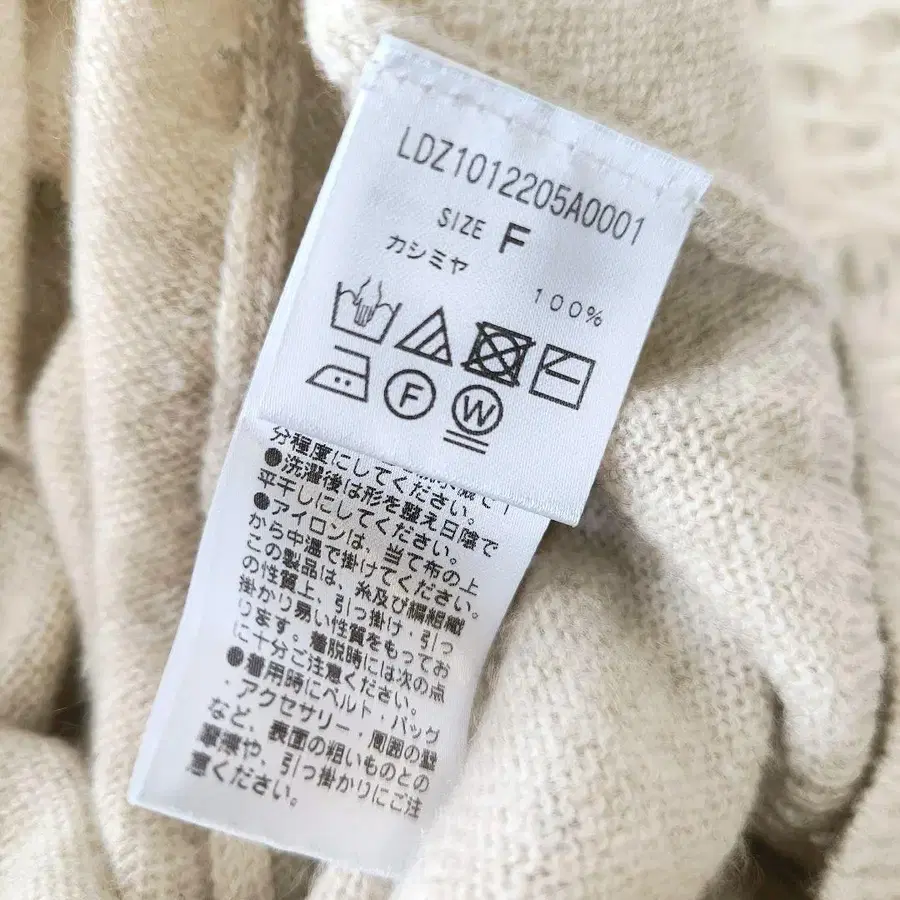 LDZ1012205A0001
SIZE F
カシミヤ
100%
F W
分程度にしてください。
●洗濯後は形を整え日陰で
平干しにしてください。
●アイロンは、当て布の上
から中温で掛けてください。
この製品は、糸及び編組織
の性質上、引っ掛け・引っ
掛かり易い性質をもってお
ります。着脱時には次の点
に十分ご注意ください。
●着用時にベルト・バッグ
・アクセサリー・周囲の壁
など、表面の粗いものとの
摩擦や、引っ掛かりにご注
意ください。